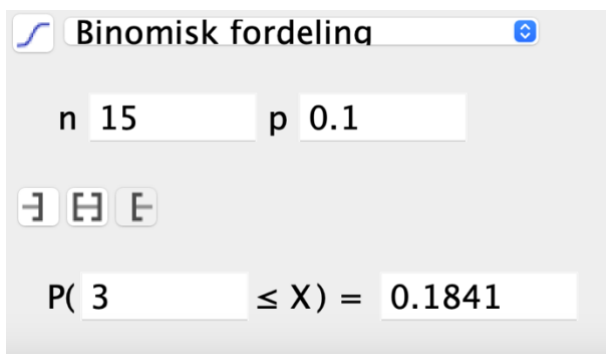 Binomisk fordeling
n 15 p 0.1
P( 3 ≤ X) = 0.1841